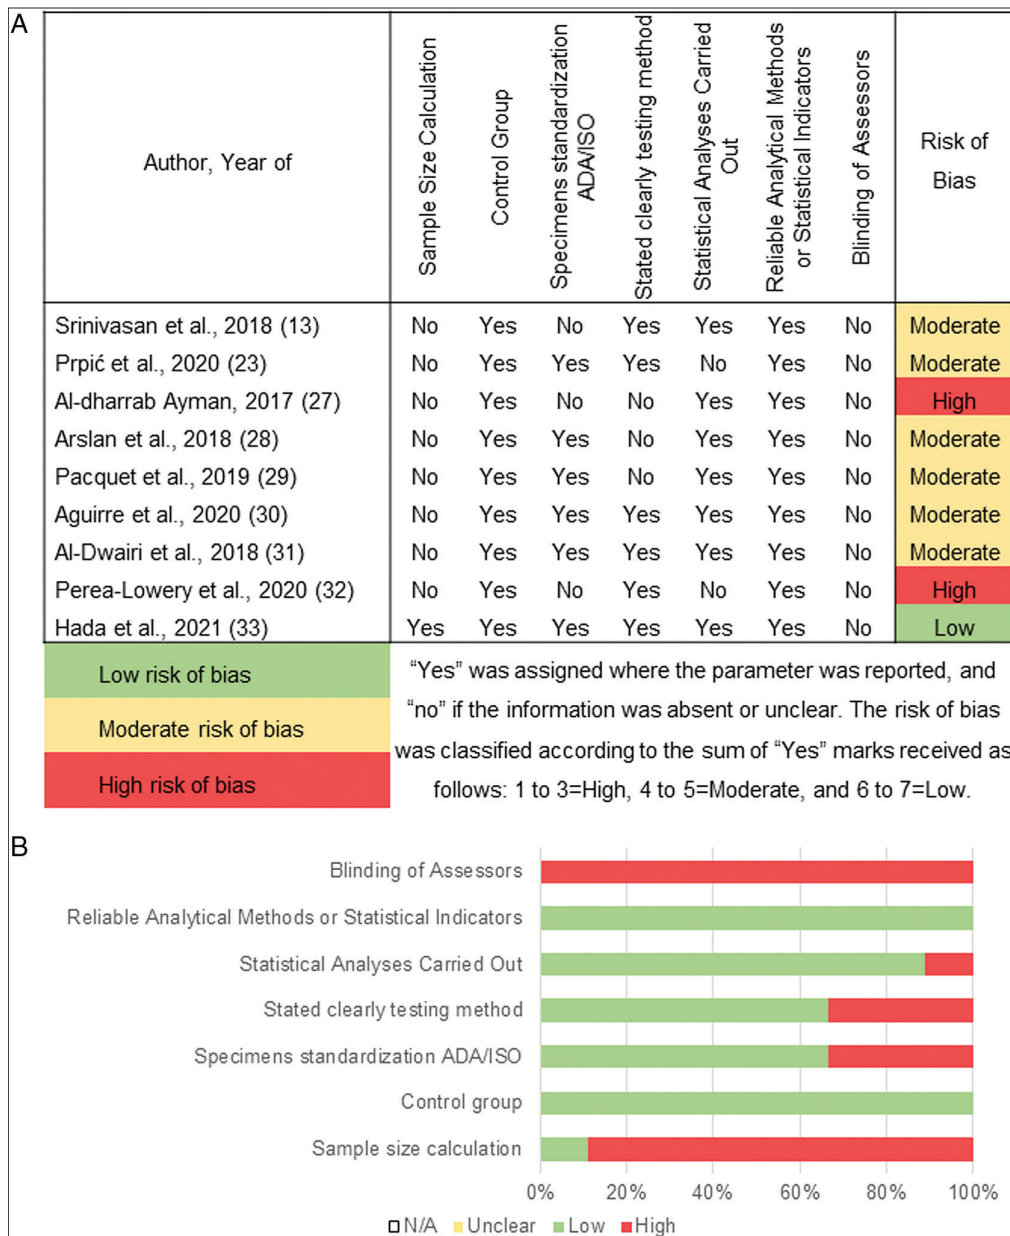 A
Author, Year of
Sample Size Calculation
Control Group
Specimens standardization
ADA/ISO
Stated clearly testing method
Statistical Analyses Carried
Out
Reliable Analytical Methods
or Statistical Indicators
Blinding of Assessors
Risk of
Bias
Srinivasan et al., 2018 (13) No Yes No Yes Yes Yes No Moderate
Prpić et al., 2020 (23) No Yes Yes Yes No Yes No Moderate
Al-dharrab Ayman, 2017 (27) No Yes No No Yes Yes No High
Arslan et al., 2018 (28) No Yes Yes No Yes Yes No Moderate
Pacquet et al., 2019 (29) No Yes Yes No Yes Yes No Moderate
Aguirre et al., 2020 (30) No Yes Yes Yes Yes Yes No Moderate
Al-Dwairi et al., 2018 (31) No Yes Yes Yes Yes Yes No Moderate
Perea-Lowery et al., 2020 (32) No Yes No Yes No Yes No High
Hada et al., 2021 (33) Yes Yes Yes Yes Yes Yes No Low
Low risk of bias
Moderate risk of bias
High risk of bias
“Yes” was assigned where the parameter was reported, and
“no” if the information was absent or unclear. The risk of bias
was classified according to the sum of “Yes” marks received as
follows: 1 to 3=High, 4 to 5=Moderate, and 6 to 7=Low.
B
Blinding of Assessors
Reliable Analytical Methods or Statistical Indicators
Statistical Analyses Carried Out
Stated clearly testing method
Specimens standardization ADA/ISO
Control group
Sample size calculation
0% 20% 40% 60% 80% 100%
N/A Unclear Low High